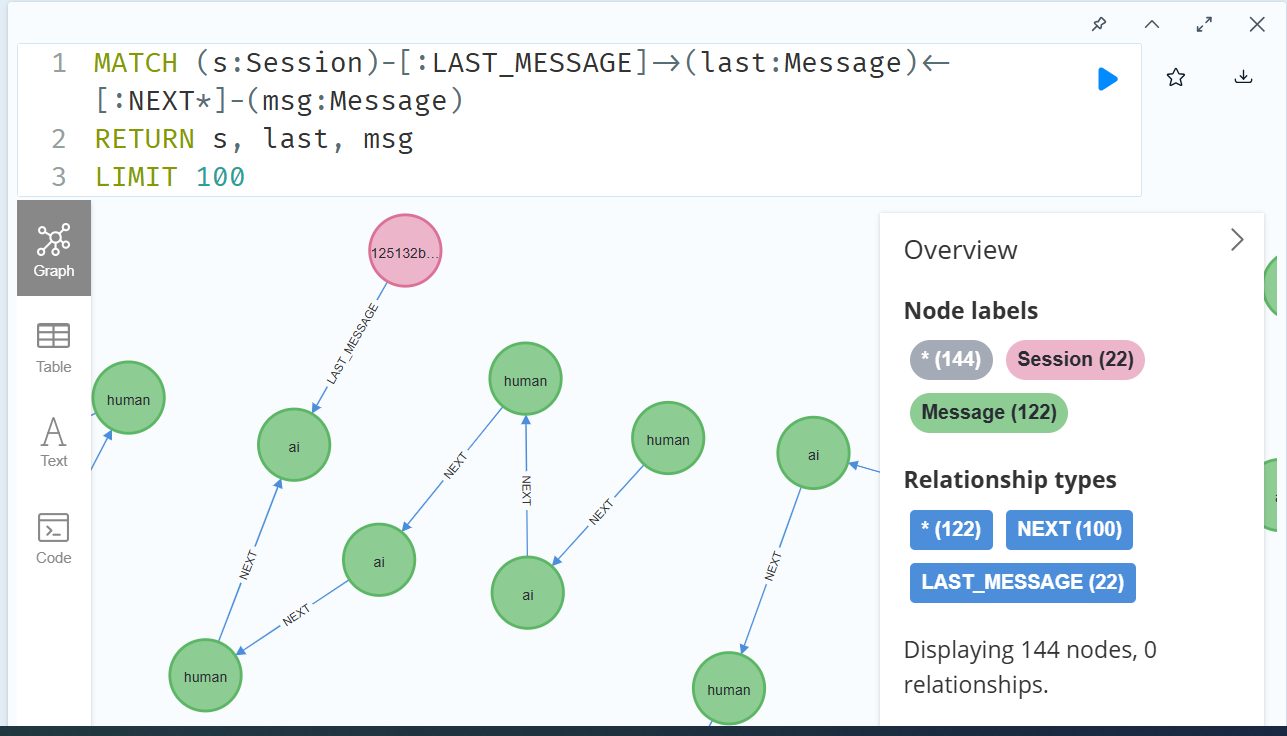 1 MATCH (s:Session)-[:LAST_MESSAGE]->(last:Message)<-
[:NEXT*]-(msg:Message)
2 RETURN s, last, msg
3 LIMIT 100
Graph
Table
Text
Code
125132b...
LAST_MESSAGE
human
ai
human
human
ai
NEXT
NEXT
NEXT
NEXT
ai
ai
NEXT
NEXT
human
human
Overview
Node labels
* (144) Session (22)
Message (122)
Relationship types
* (122) NEXT (100)
LAST_MESSAGE (22)
Displaying 144 nodes, 0
relationships.